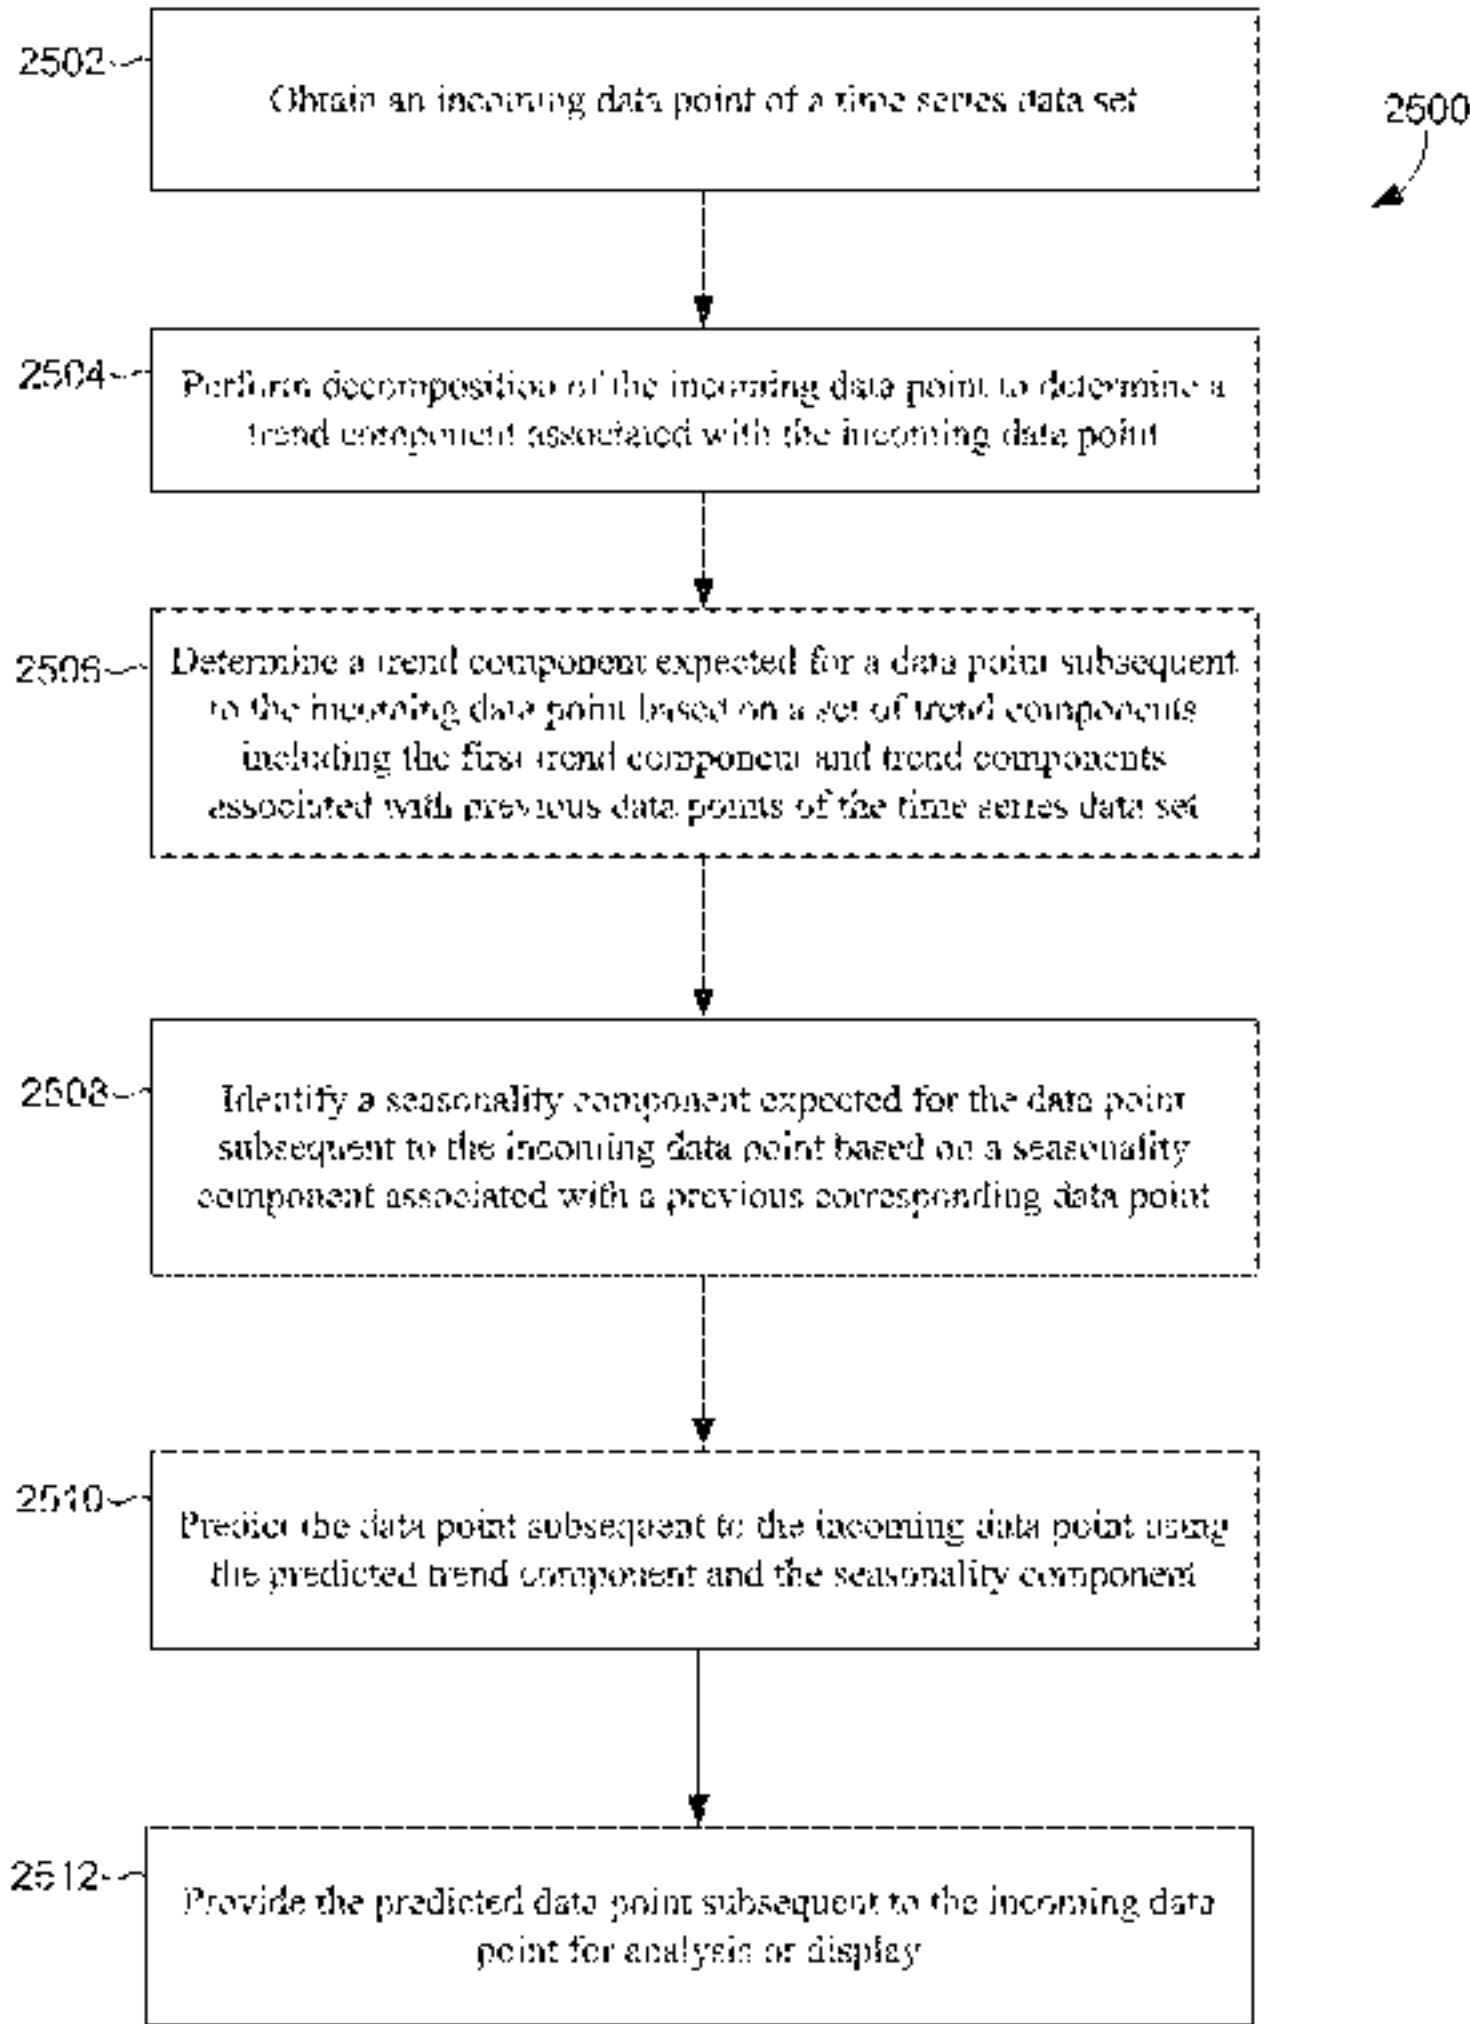 2502
Obtain an incoming data point of a time series data set
2500
2504
Perform decomposition of the incoming data point to determine a
trend component associated with the incoming data point
2506
Determine a trend component expected for a data point subsequent
to the incoming data point based on a set of trend components
including the first trend component and trend components
associated with previous data points of the time series data set
2508
Identify a seasonality component expected for the data point
subsequent to the incoming data point based on a seasonality
component associated with a previous corresponding data point
2510
Predict the data point subsequent to the incoming data point using
the predicted trend component and the seasonality component
2512
Provide the predicted data point subsequent to the incoming data
point for analysis or display